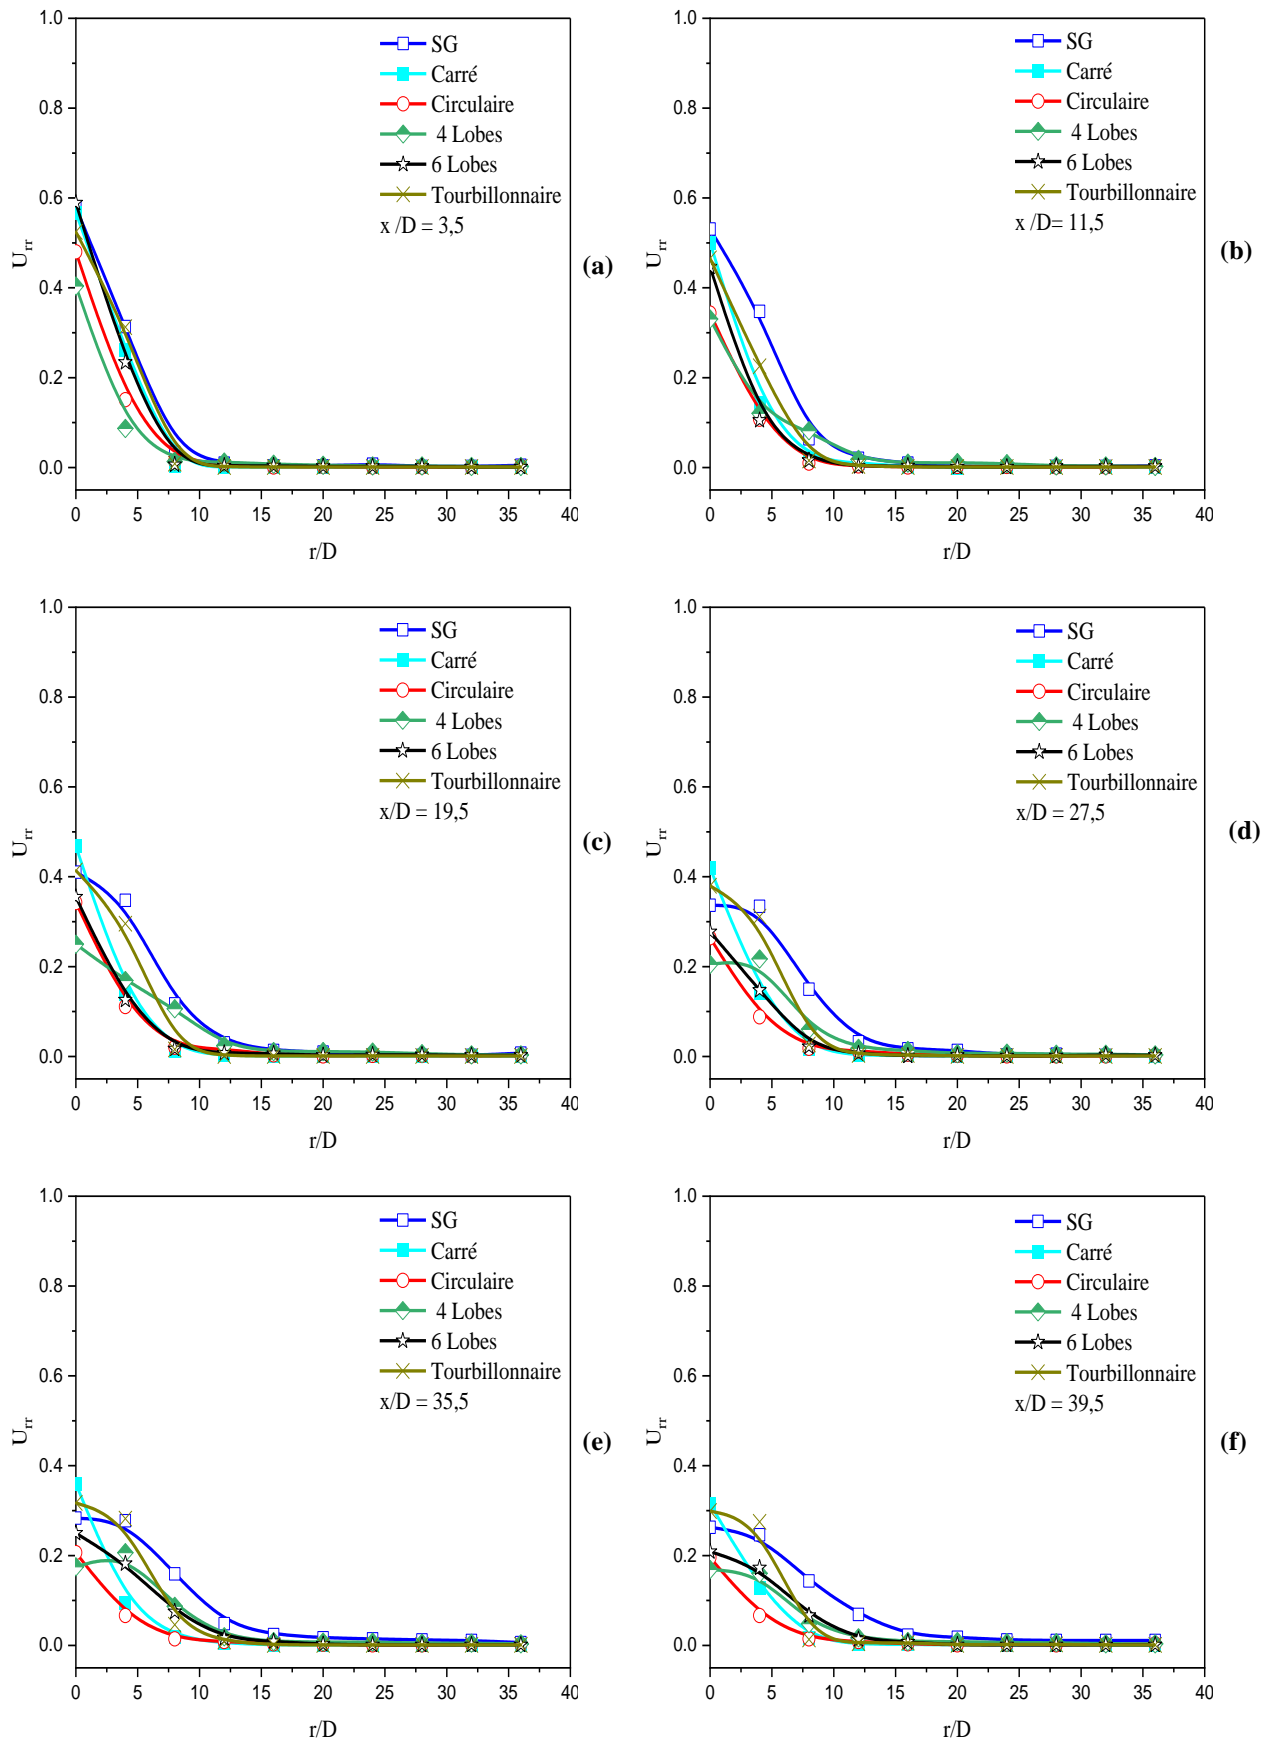 1.0
0.8
0.6
0.4
0.2
0.0
U_rr
SG
Carré
Circulaire
4 Lobes
6 Lobes
Tourbillonnaire
x /D = 3,5
0 5 10 15 20 25 30 35 40
r/D
(a)
1.0
0.8
0.6
0.4
0.2
0.0
U_rr
SG
Carré
Circulaire
4 Lobes
6 Lobes
Tourbillonnaire
x /D= 11,5
0 5 10 15 20 25 30 35 40
r/D
(b)
1.0
0.8
0.6
0.4
0.2
0.0
U_rr
SG
Carré
Circulaire
4 Lobes
6 Lobes
Tourbillonnaire
x/D = 19,5
0 5 10 15 20 25 30 35 40
r/D
(c)
1.0
0.8
0.6
0.4
0.2
0.0
U_rr
SG
Carré
Circulaire
4 Lobes
6 Lobes
Tourbillonnaire
x/D = 27,5
0 5 10 15 20 25 30 35 40
r/D
(d)
1.0
0.8
0.6
0.4
0.2
0.0
U_rr
SG
Carré
Circulaire
4 Lobes
6 Lobes
Tourbillonnaire
x/D = 35,5
0 5 10 15 20 25 30 35 40
r/D
(e)
1.0
0.8
0.6
0.4
0.2
0.0
U_rr
SG
Carré
Circulaire
4 Lobes
6 Lobes
Tourbillonnaire
x/D = 39,5
0 5 10 15 20 25 30 35 40
r/D
(f)